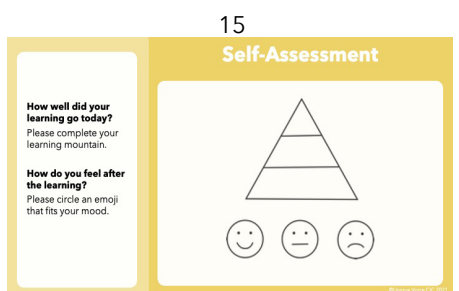 15
Self-Assessment
How well did your
learning go today?
Please complete your
learning mountain.
How do you feel after
the learning?
Please circle an emoji
that fits your mood.